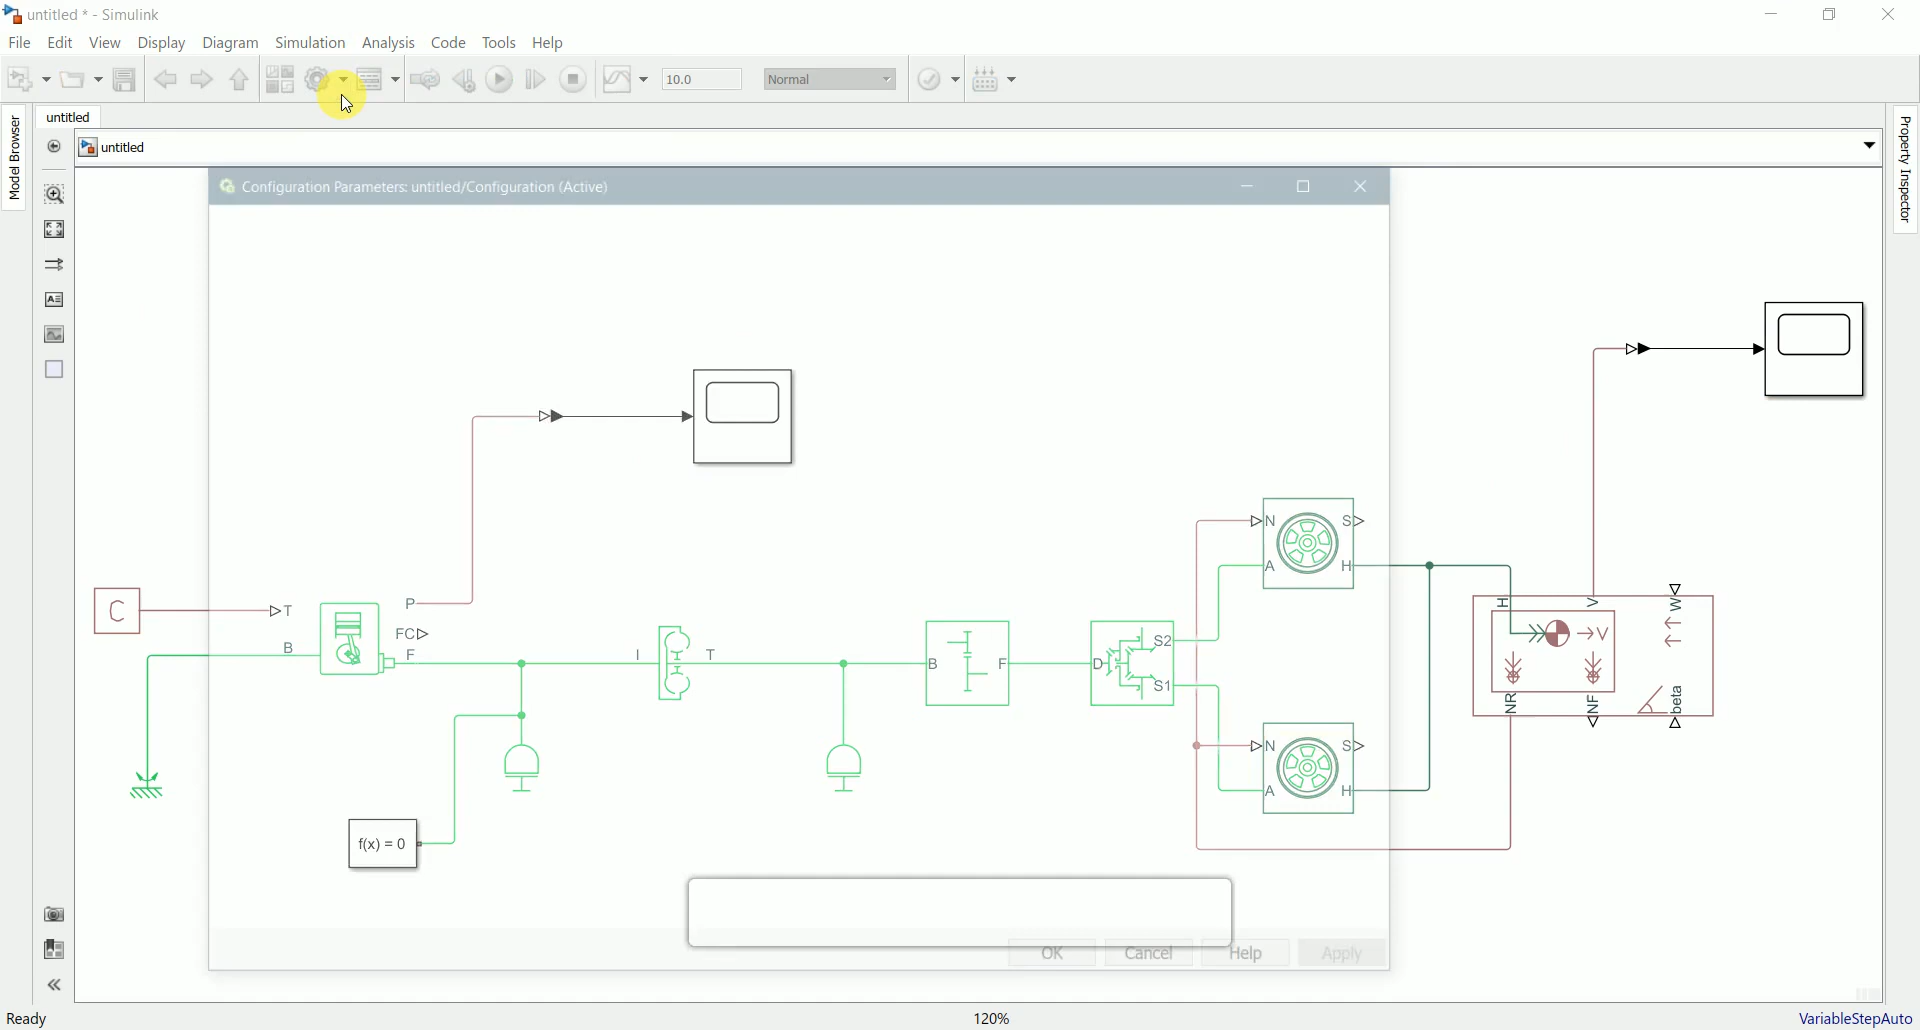 untitled * - Simulink
File Edit View Display Diagram Simulation Analysis Code Tools Help
10.0 Normal
Model Browser
untitled
untitled
Property Inspector
Configuration Parameters: untitled/Configuration (Active)
C
T
B
P
FC
F
f(x) = 0
I
T
B
F
D
S2
S1
N
S
A
H
N
S
A
H
H
V
W
V
NR
NF
beta
OK Cancel Help Apply
Ready
120%
VariableStepAuto